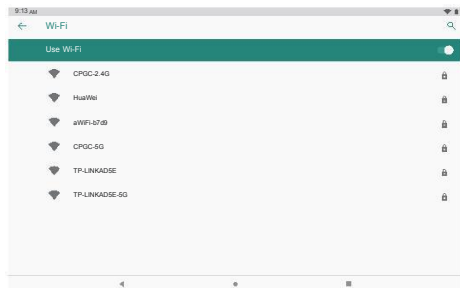 9:13 AM
Wi-Fi
Use Wi-Fi
CPGC-2.4G
HuaWei
aWiFi-b7d9
CPGC-5G
TP-LINKAD5E
TP-LINKAD5E-5G